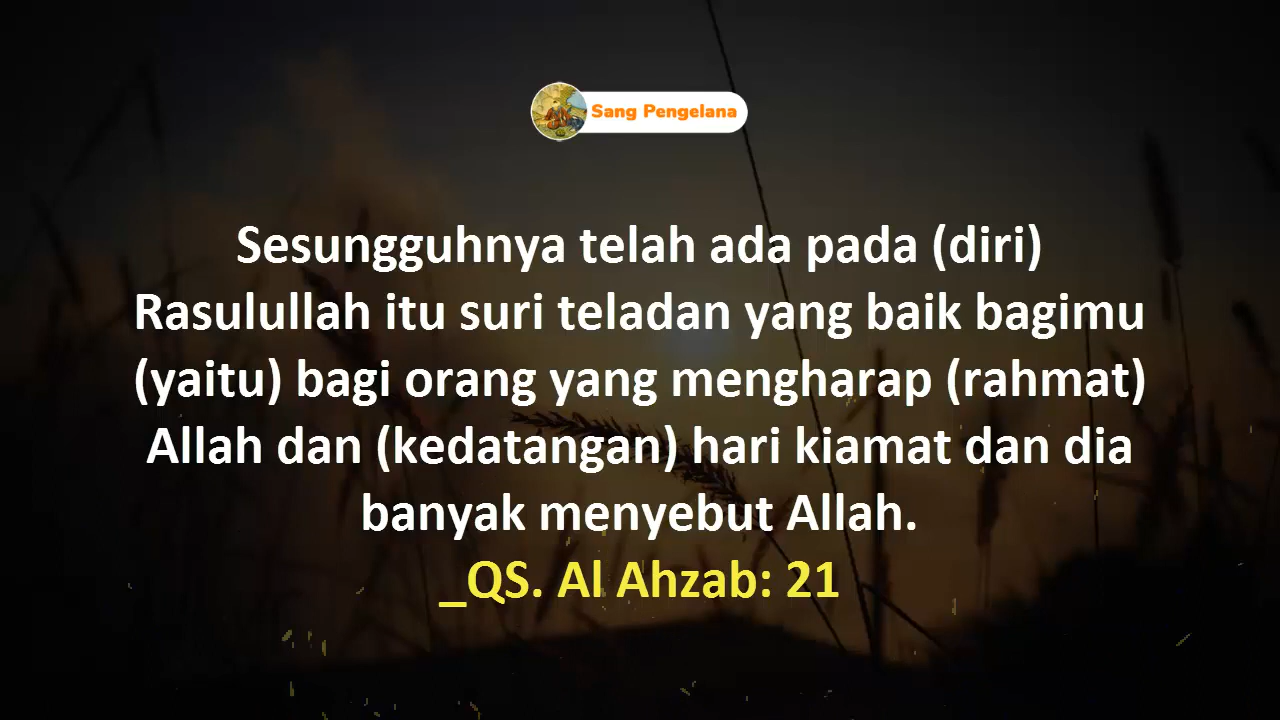 Sang Pengelana
Sesungguhnya telah ada pada (diri)
Rasulullah itu suri teladan yang baik bagimu
(yaitu) bagi orang yang mengharap (rahmat)
Allah dan (kedatangan) hari kiamat dan dia
banyak menyebut Allah.
_QS. Al Ahzab: 21